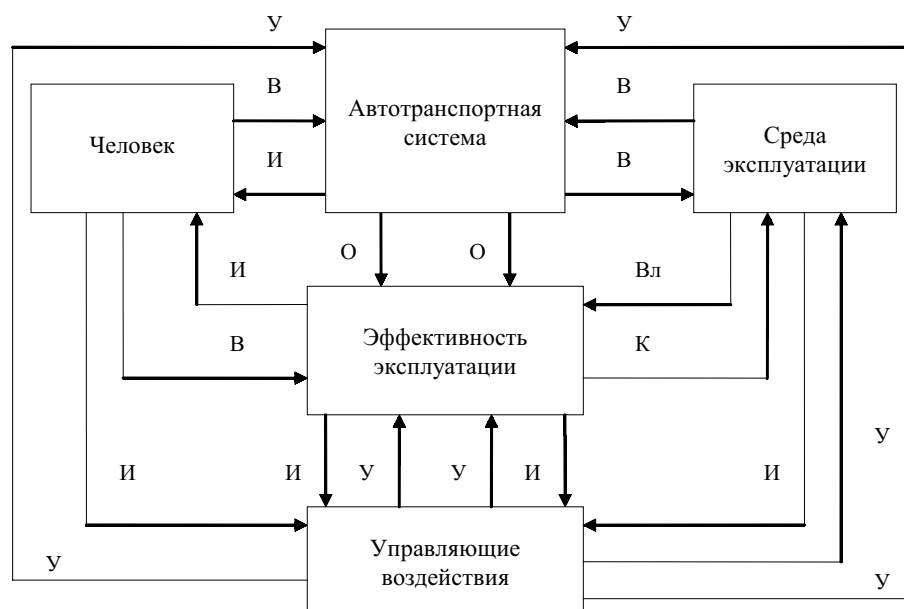 У
У
В
Автотранспортная
система
В
Человек
Среда
эксплуатации
И
В
О
О
И
Вл
Эффективность
эксплуатации
В
К
У
И
И
У
У
И
И
Управляющие
воздействия
У
У